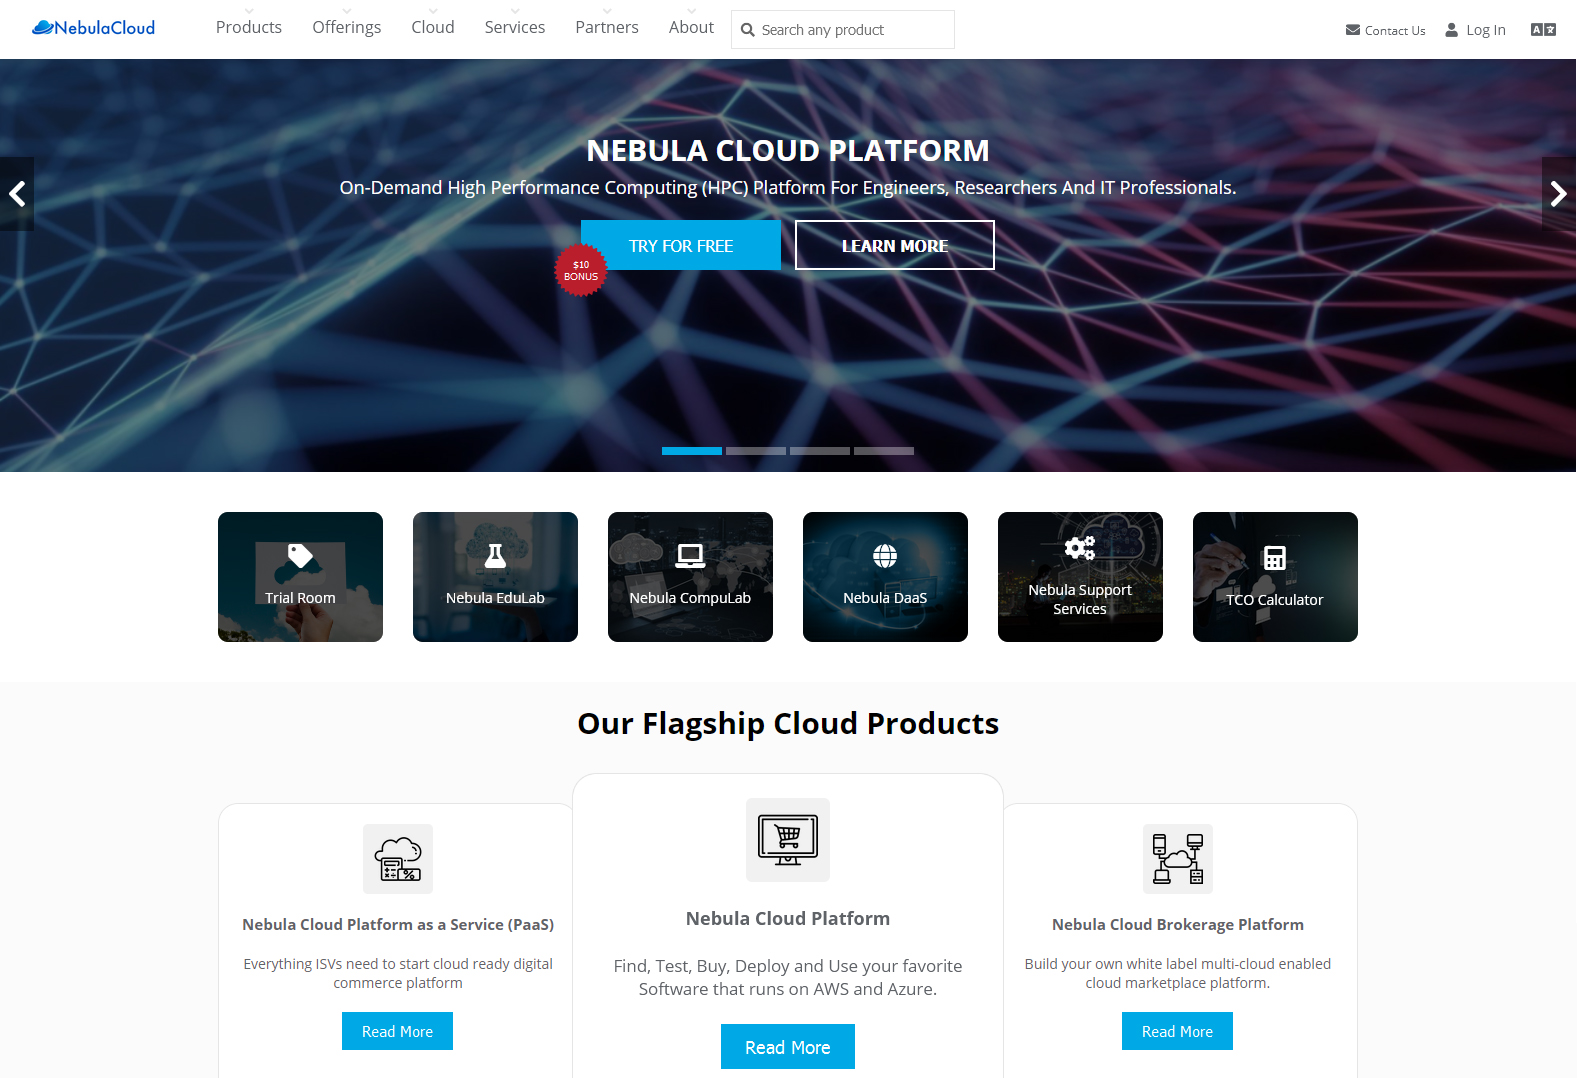 NebulaCloud
Products
Offerings
Cloud
Services
Partners
About
Search any product
Contact Us
Log In
NEBULA CLOUD PLATFORM
On-Demand High Performance Computing (HPC) Platform For Engineers, Researchers And IT Professionals.
TRY FOR FREE
LEARN MORE
$10
BONUS
Trial Room
Nebula EduLab
Nebula CompuLab
Nebula DaaS
Nebula Support
Services
TCO Calculator
Our Flagship Cloud Products
Nebula Cloud Platform as a Service (PaaS)
Everything ISVs need to start cloud ready digital
commerce platform
Read More
Nebula Cloud Platform
Find, Test, Buy, Deploy and Use your favorite
Software that runs on AWS and Azure.
Read More
Nebula Cloud Brokerage Platform
Build your own white label multi-cloud enabled
cloud marketplace platform.
Read More